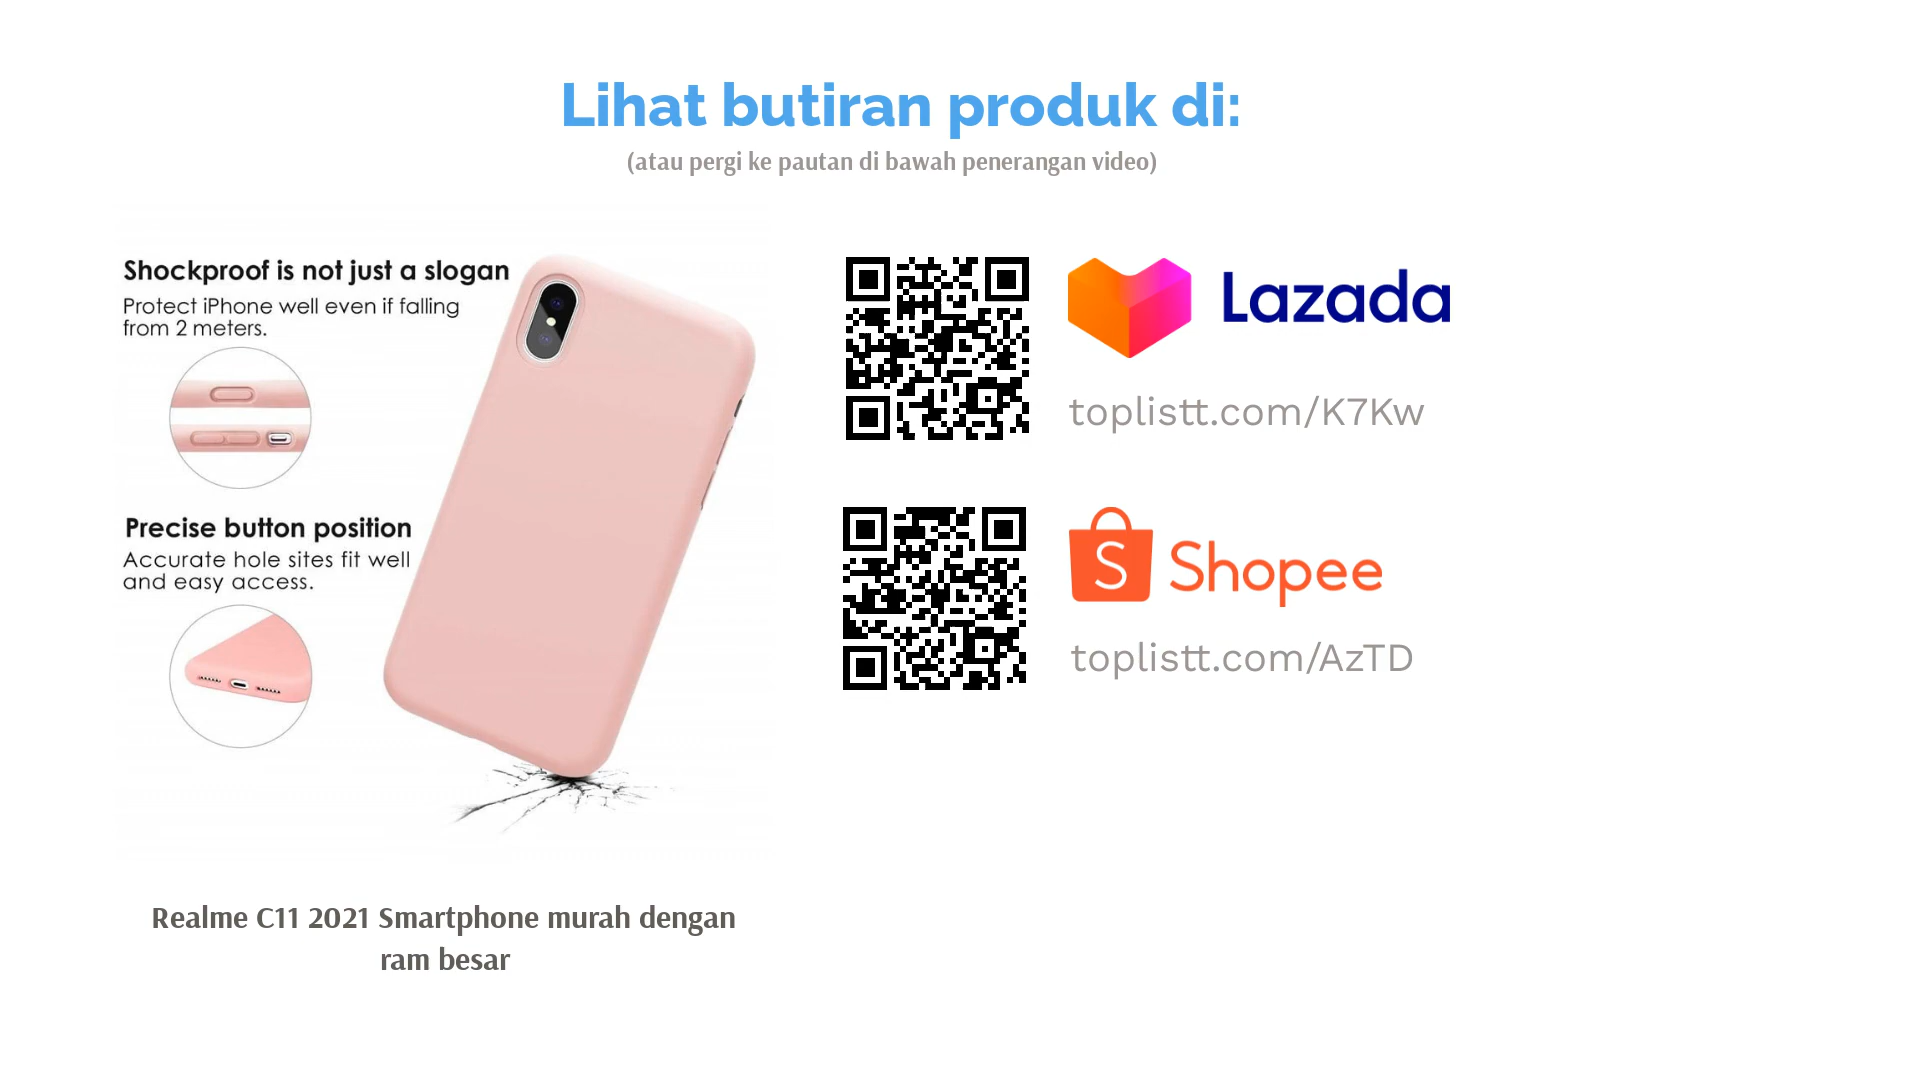 Lihat butiran produk di:
(atau pergi ke pautan di bawah penerangan video)
Shockproof is not just a slogan
Protect iPhone well even if falling
from 2 meters.
Precise button position
Accurate hole sites fit well
and easy access.
Realme C11 2021 Smartphone murah dengan
ram besar
Lazada
toplistt.com/K7Kw
S Shopee
toplistt.com/AzTD